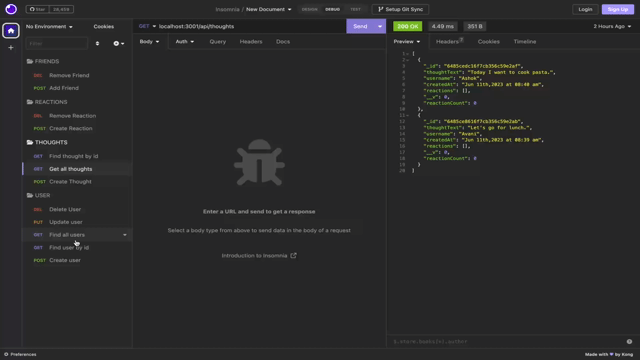 Star 28,859 Insomnia / New Document DESIGN DEBUG TEST Setup Git Sync Login Sign Up
No Environment Cookies GET localhost:3001/api/thoughts Send 200 OK 4.49 ms 351 B 2 Hours Ago
Filter Body Auth Query Headers Docs Preview Headers Cookies Timeline
FRIENDS
DEL Remove Friend
POST Add Friend
REACTIONS
DEL Remove Reaction
POST Create Reaction
THOUGHTS
GET Find thought by id
GET Get all thoughts
POST Create Thought
USER
DEL Delete User
PUT Update user
GET Find all users
GET Find user by id
POST Create user
Enter a URL and send to get a response
Select a body type from above to send data in the body of a request
Introduction to Insomnia
1 [
2 {
3 "_id":
4 "thoughtText": "Today I want to cook pasta.",
5 "username": "Ashok",
6 "createdAt": "Jun 11th,2023 at 08:40 am",
7 "reactions": [],
8 "__v": 0,
9 "reactionCount": 0
10 },
11 {
12 "_id":
13 "thoughtText": "Let's go for lunch.",
14 "username": "Avani",
15 "createdAt": "Jun 11th,2023 at 08:39 am",
16 "reactions": [],
17 "__v": 0,
18 "reactionCount": 0
19 }
20 ]
$.store.books[*].author
Preferences Made with ♥ by Kong